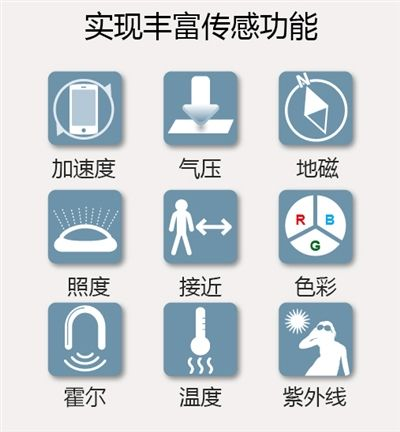 实现丰富传感功能
N
加速度 气压 地磁
R B
G
照度 接近 色彩
霍尔 温度 紫外线